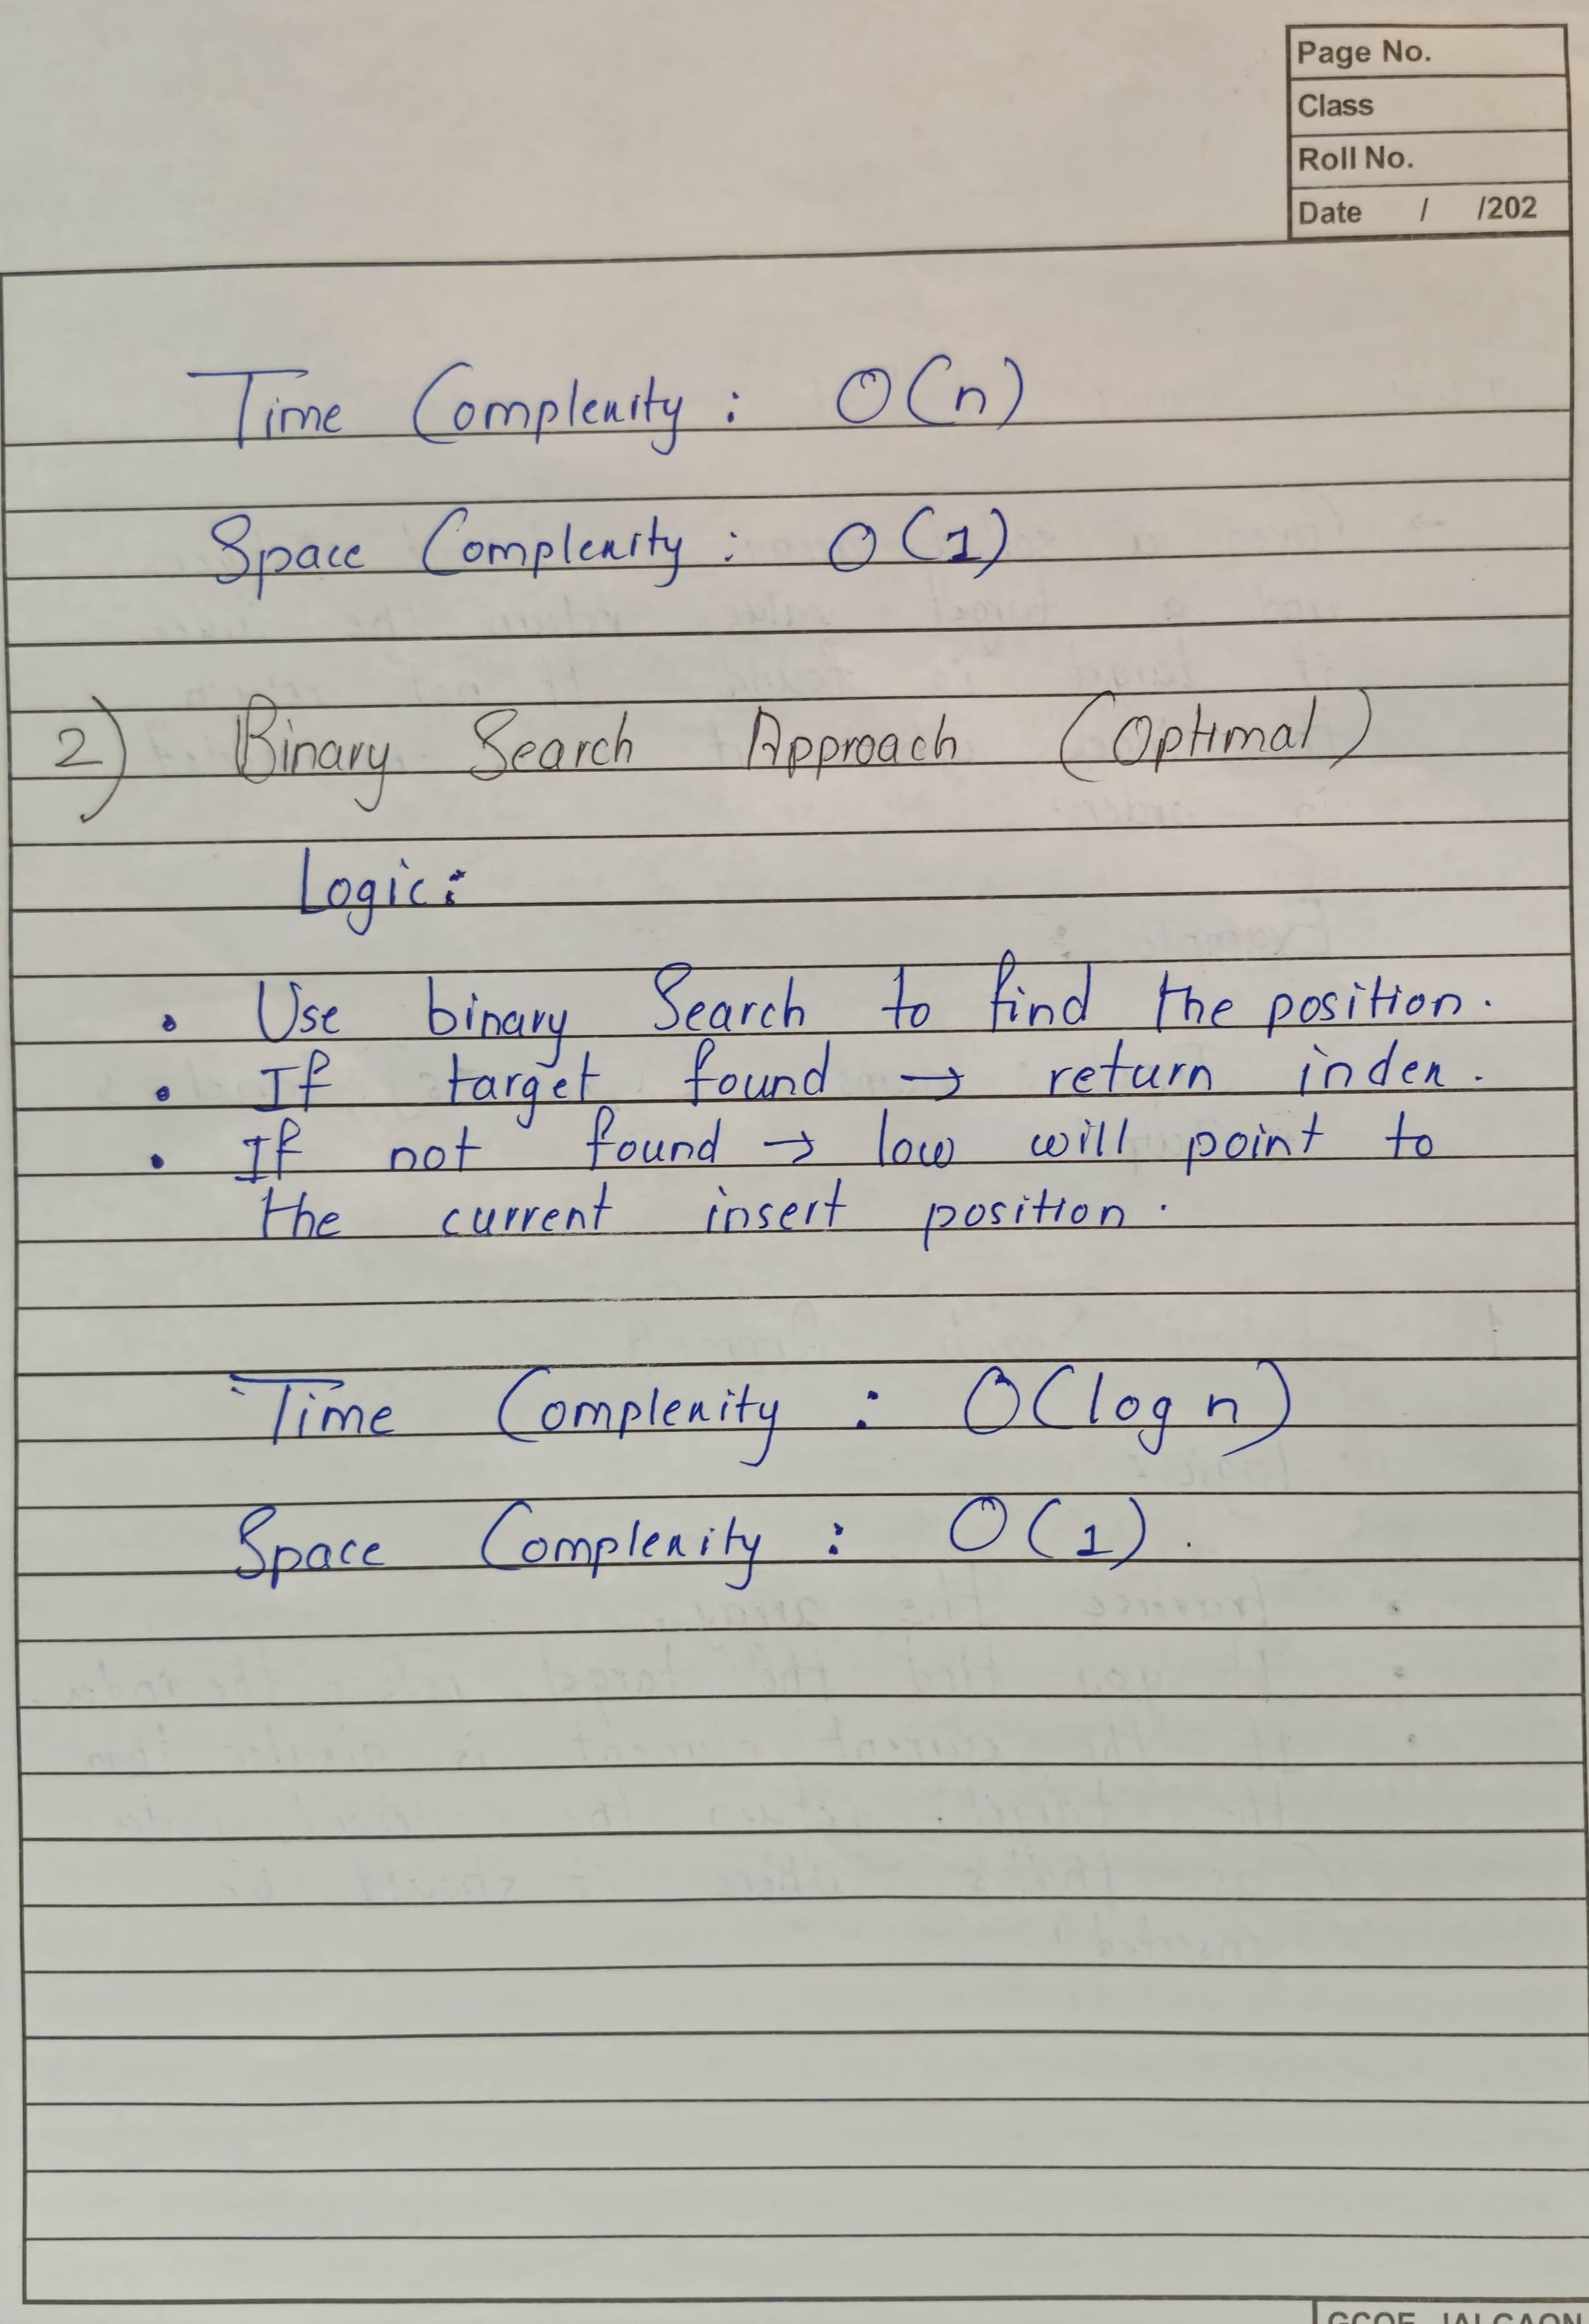 Page No.
Class
Roll No.
Date / /202
Time Complexity : O(n)
Space Complexity : O(1)
2) Binary Search Approach (Optimal)
Logic:
• Use binary Search to find the position.
• If target found → return index.
• If not found → low will point to
the current insert position.
Time Complexity : O(log n)
Space Complexity : O(1).
GCOE, JALGAON